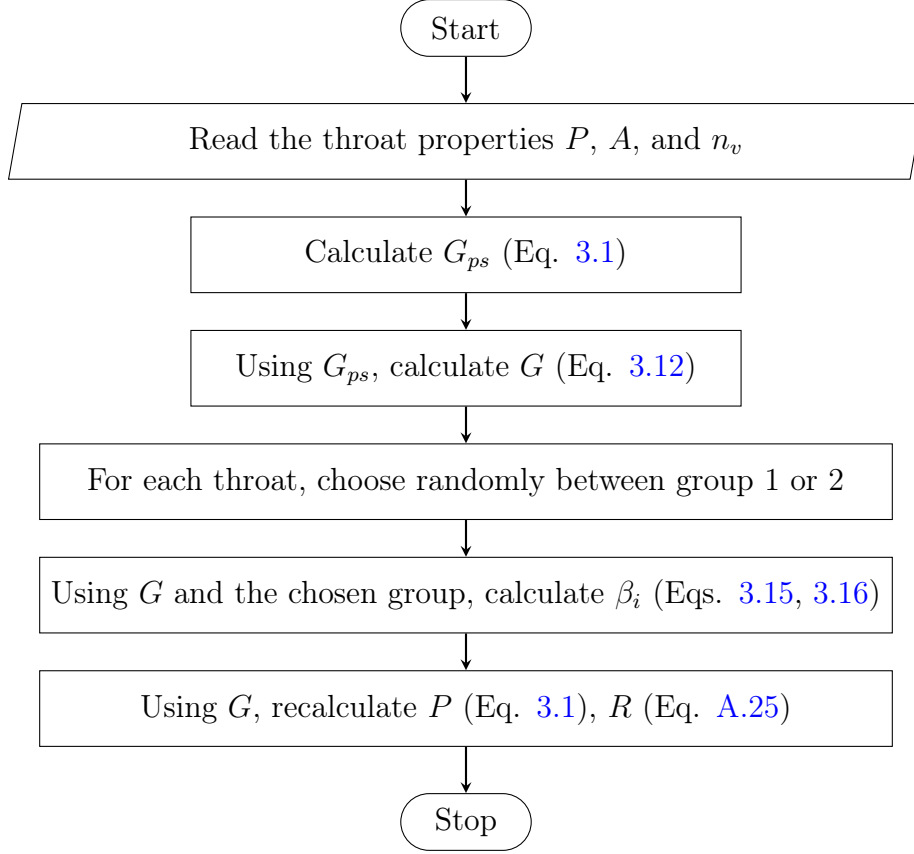 Start
Read the throat properties P, A, and n_v
Calculate G_ps (Eq. 3.1)
Using G_ps, calculate G (Eq. 3.12)
For each throat, choose randomly between group 1 or 2
Using G and the chosen group, calculate β_i (Eqs. 3.15, 3.16)
Using G, recalculate P (Eq. 3.1), R (Eq. A.25)
Stop